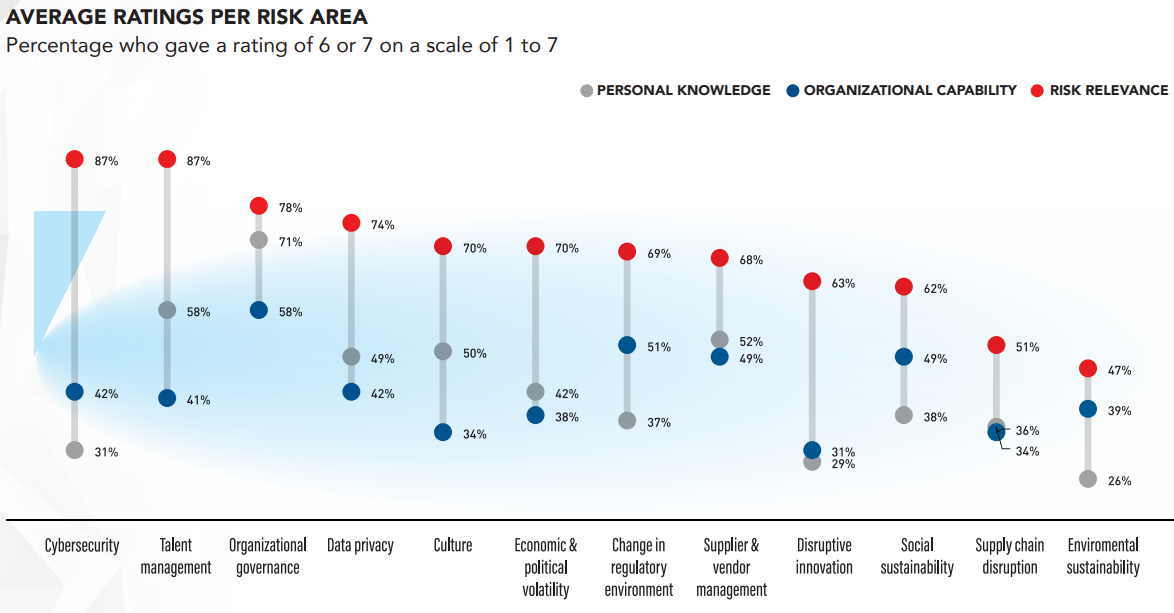 AVERAGE RATINGS PER RISK AREA
Percentage who gave a rating of 6 or 7 on a scale of 1 to 7
PERSONAL KNOWLEDGE ORGANIZATIONAL CAPABILITY RISK RELEVANCE
87%
42%
31%
87%
58%
41%
78%
71%
58%
74%
49%
42%
70%
50%
34%
70%
42%
38%
69%
51%
37%
68%
52%
49%
63%
31%
29%
62%
49%
38%
51%
36%
34%
47%
39%
26%
Cybersecurity
Talent
management
Organizational
governance
Data privacy
Culture
Economic &
political
volatility
Change in
regulatory
environment
Supplier &
vendor
management
Disruptive
innovation
Social
sustainability
Supply chain
disruption
Enviromental
sustainability